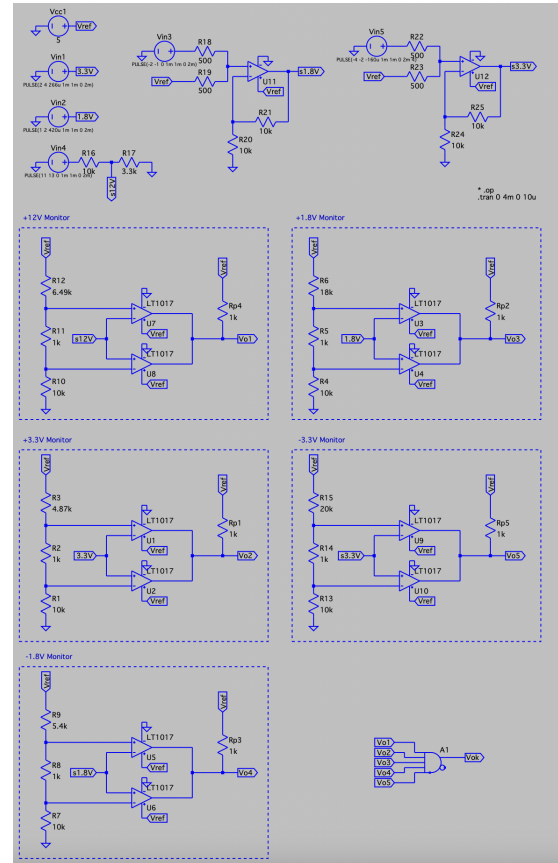 Vcc1
5
Vref
Vin1
PULSE(2 4 266u 1m 1m 0 2m)
3.3V
Vin2
PULSE(1 2 420u 1m 1m 0 2m)
1.8V
Vin4
PULSE(11 13 0 1m 1m 0 2m)
R16
10k
R17
3.3k
s12V
Vin3
PULSE(-2 -1 0 1m 1m 0 2m)
R18
500
Vref
R19
500
U11
Vref
s1.8V
R21
10k
R20
10k
Vin5
PULSE(-4 -2 -160u 1m 1m 0 2m
R22
500
Vref
R23
500
U12
Vref
s3.3V
R25
10k
R24
10k
* .op
.tran 0 4m 0 10u
+12V Monitor
Vref
R12
6.49k
R11
1k
R10
10k
s12V
LT1017
U7
Vref
LT1017
U8
Vref
Vref
Rp4
1k
Vo1
+1.8V Monitor
Vref
R6
18k
R5
1k
R4
10k
1.8V
LT1017
U3
Vref
LT1017
U4
Vref
Vref
Rp2
1k
Vo3
+3.3V Monitor
Vref
R3
4.87k
R2
1k
R1
10k
3.3V
LT1017
U1
Vref
LT1017
U2
Vref
Vref
Rp1
1k
Vo2
-3.3V Monitor
Vref
R15
20k
R14
1k
R13
10k
s3.3V
LT1017
U9
Vref
LT1017
U10
Vref
Vref
Rp5
1k
Vo5
-1.8V Monitor
Vref
R9
5.4k
R8
1k
R7
10k
s1.8V
LT1017
U5
Vref
LT1017
U6
Vref
Vref
Rp3
1k
Vo4
Vo1
Vo2
Vo3
Vo4
Vo5
A1
Vok